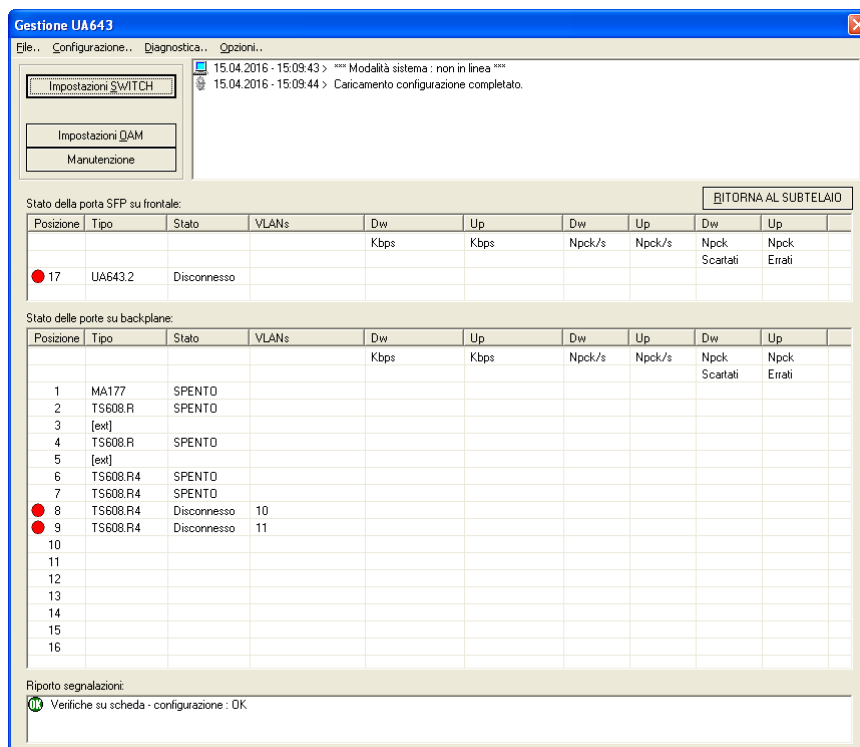 Gestione UA643
File.. Configurazione.. Diagnostica.. Opzioni..
Impostazioni SWITCH
Impostazioni OAM
Manutenzione
15.04.2016 - 15:09:43 > *** Modalità sistema : non in linea ***
15.04.2016 - 15:09:44 > Caricamento configurazione completato.
RITORNA AL SUBTELAIO
Stato della porta SFP su frontale:
Posizione Tipo Stato VLANs Dw Up Dw Up Dw Up
Kbps Kbps Npck/s Npck/s Npck Npck
Scartati Errati
17 UA643.2 Disconnesso
Stato delle porte su backplane:
Posizione Tipo Stato VLANs Dw Up Dw Up Dw Up
Kbps Kbps Npck/s Npck/s Npck Npck
Scartati Errati
1 MA177 SPENTO
2 TS608.R SPENTO
3 [ext]
4 TS608.R SPENTO
5 [ext]
6 TS608.R4 SPENTO
7 TS608.R4 SPENTO
8 TS608.R4 Disconnesso 10
9 TS608.R4 Disconnesso 11
10
11
12
13
14
15
16
Riporto segnalazioni:
OK Verifiche su scheda - configurazione : OK